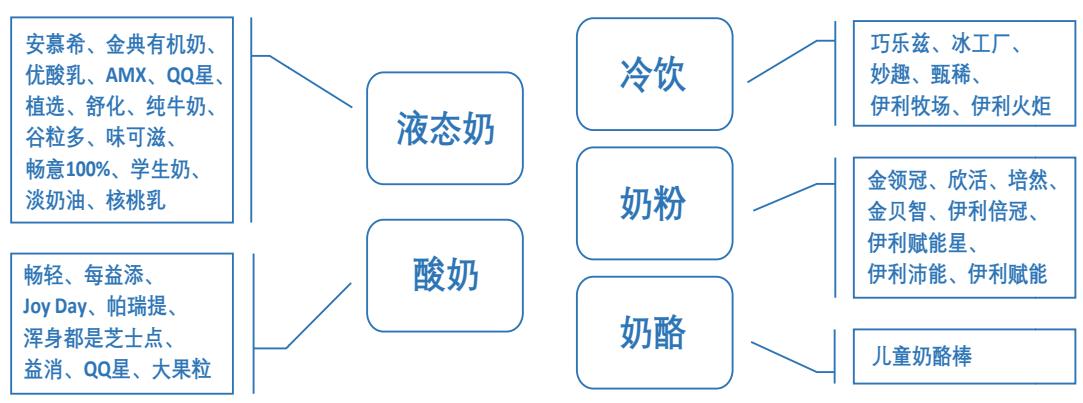 安慕希、金典有机奶、
优酸乳、AMX、QQ星、
植选、舒化、纯牛奶、
谷粒多、味可滋、
畅意100%、学生奶、
淡奶油、核桃乳
液态奶
畅轻、每益添、
Joy Day、帕瑞提、
浑身都是芝士点、
益消、QQ星、大果粒
酸奶
冷饮
巧乐兹、冰工厂、
妙趣、甄稀、
伊利牧场、伊利火炬
奶粉
金领冠、欣活、培然、
金贝智、伊利倍冠、
伊利赋能星、
伊利沛能、伊利赋能
奶酪
儿童奶酪棒